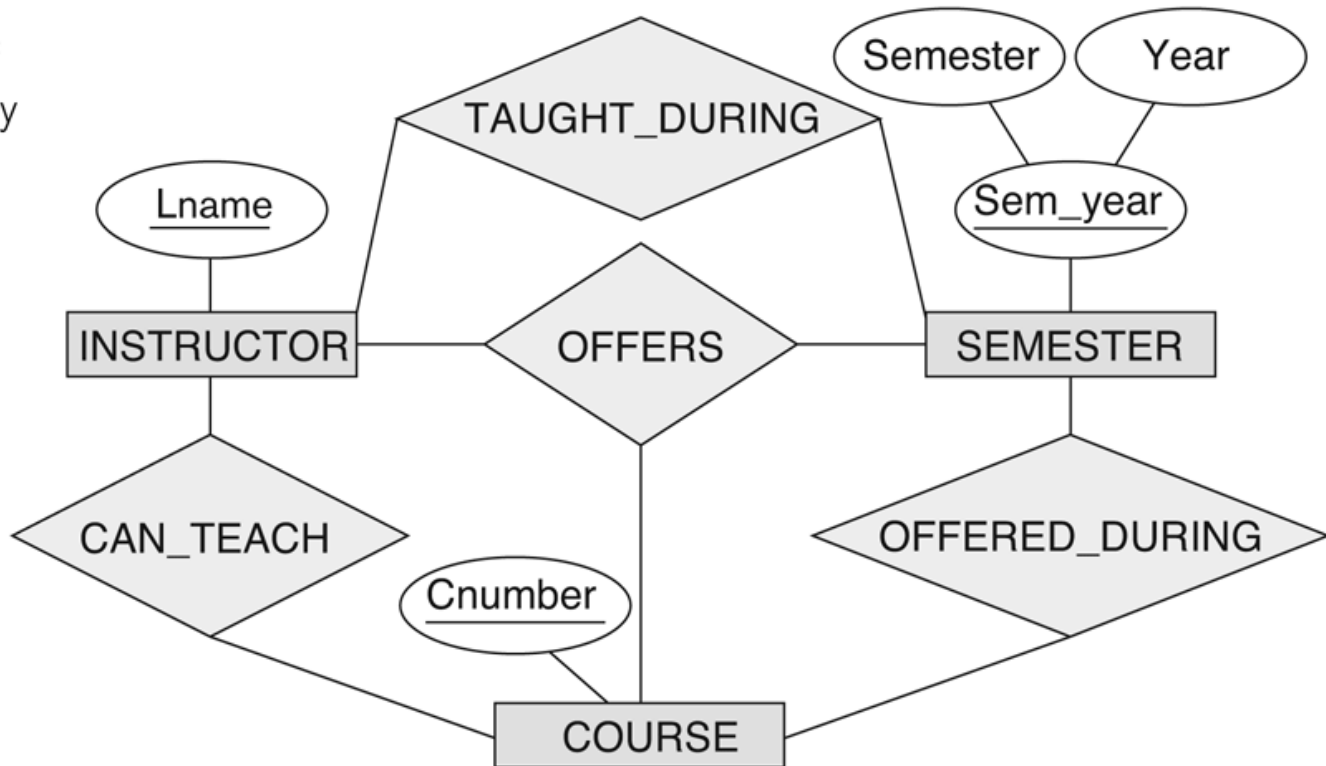 Semester
Year
y
TAUGHT_DURING
Lname
Sem_year
INSTRUCTOR
OFFERS
SEMESTER
CAN_TEACH
OFFERED_DURING
Cnumber
COURSE